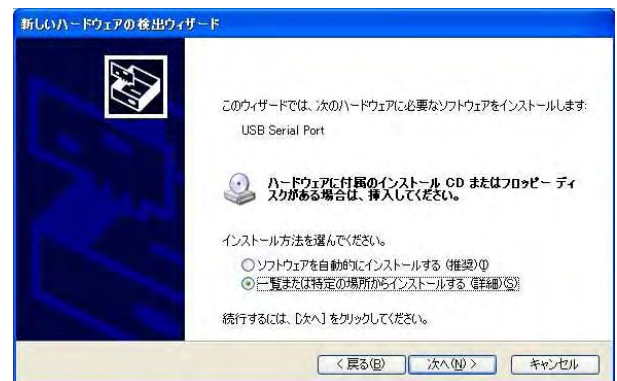 新しいハードウェアの検出ウィザード
このウィザードでは、次のハードウェアに必要なソフトウェアをインストールします:
USB Serial Port
ハードウェアに付属のインストール CD またはフロッピー ディ
スクがある場合は、挿入してください。
インストール方法を選んでください。
ソフトウェアを自動的にインストールする (推奨)(I)
一覧または特定の場所からインストールする (詳細)(S)
続行するには、[次へ] をクリックしてください。
< 戻る(B)
次へ(N) >
キャンセル